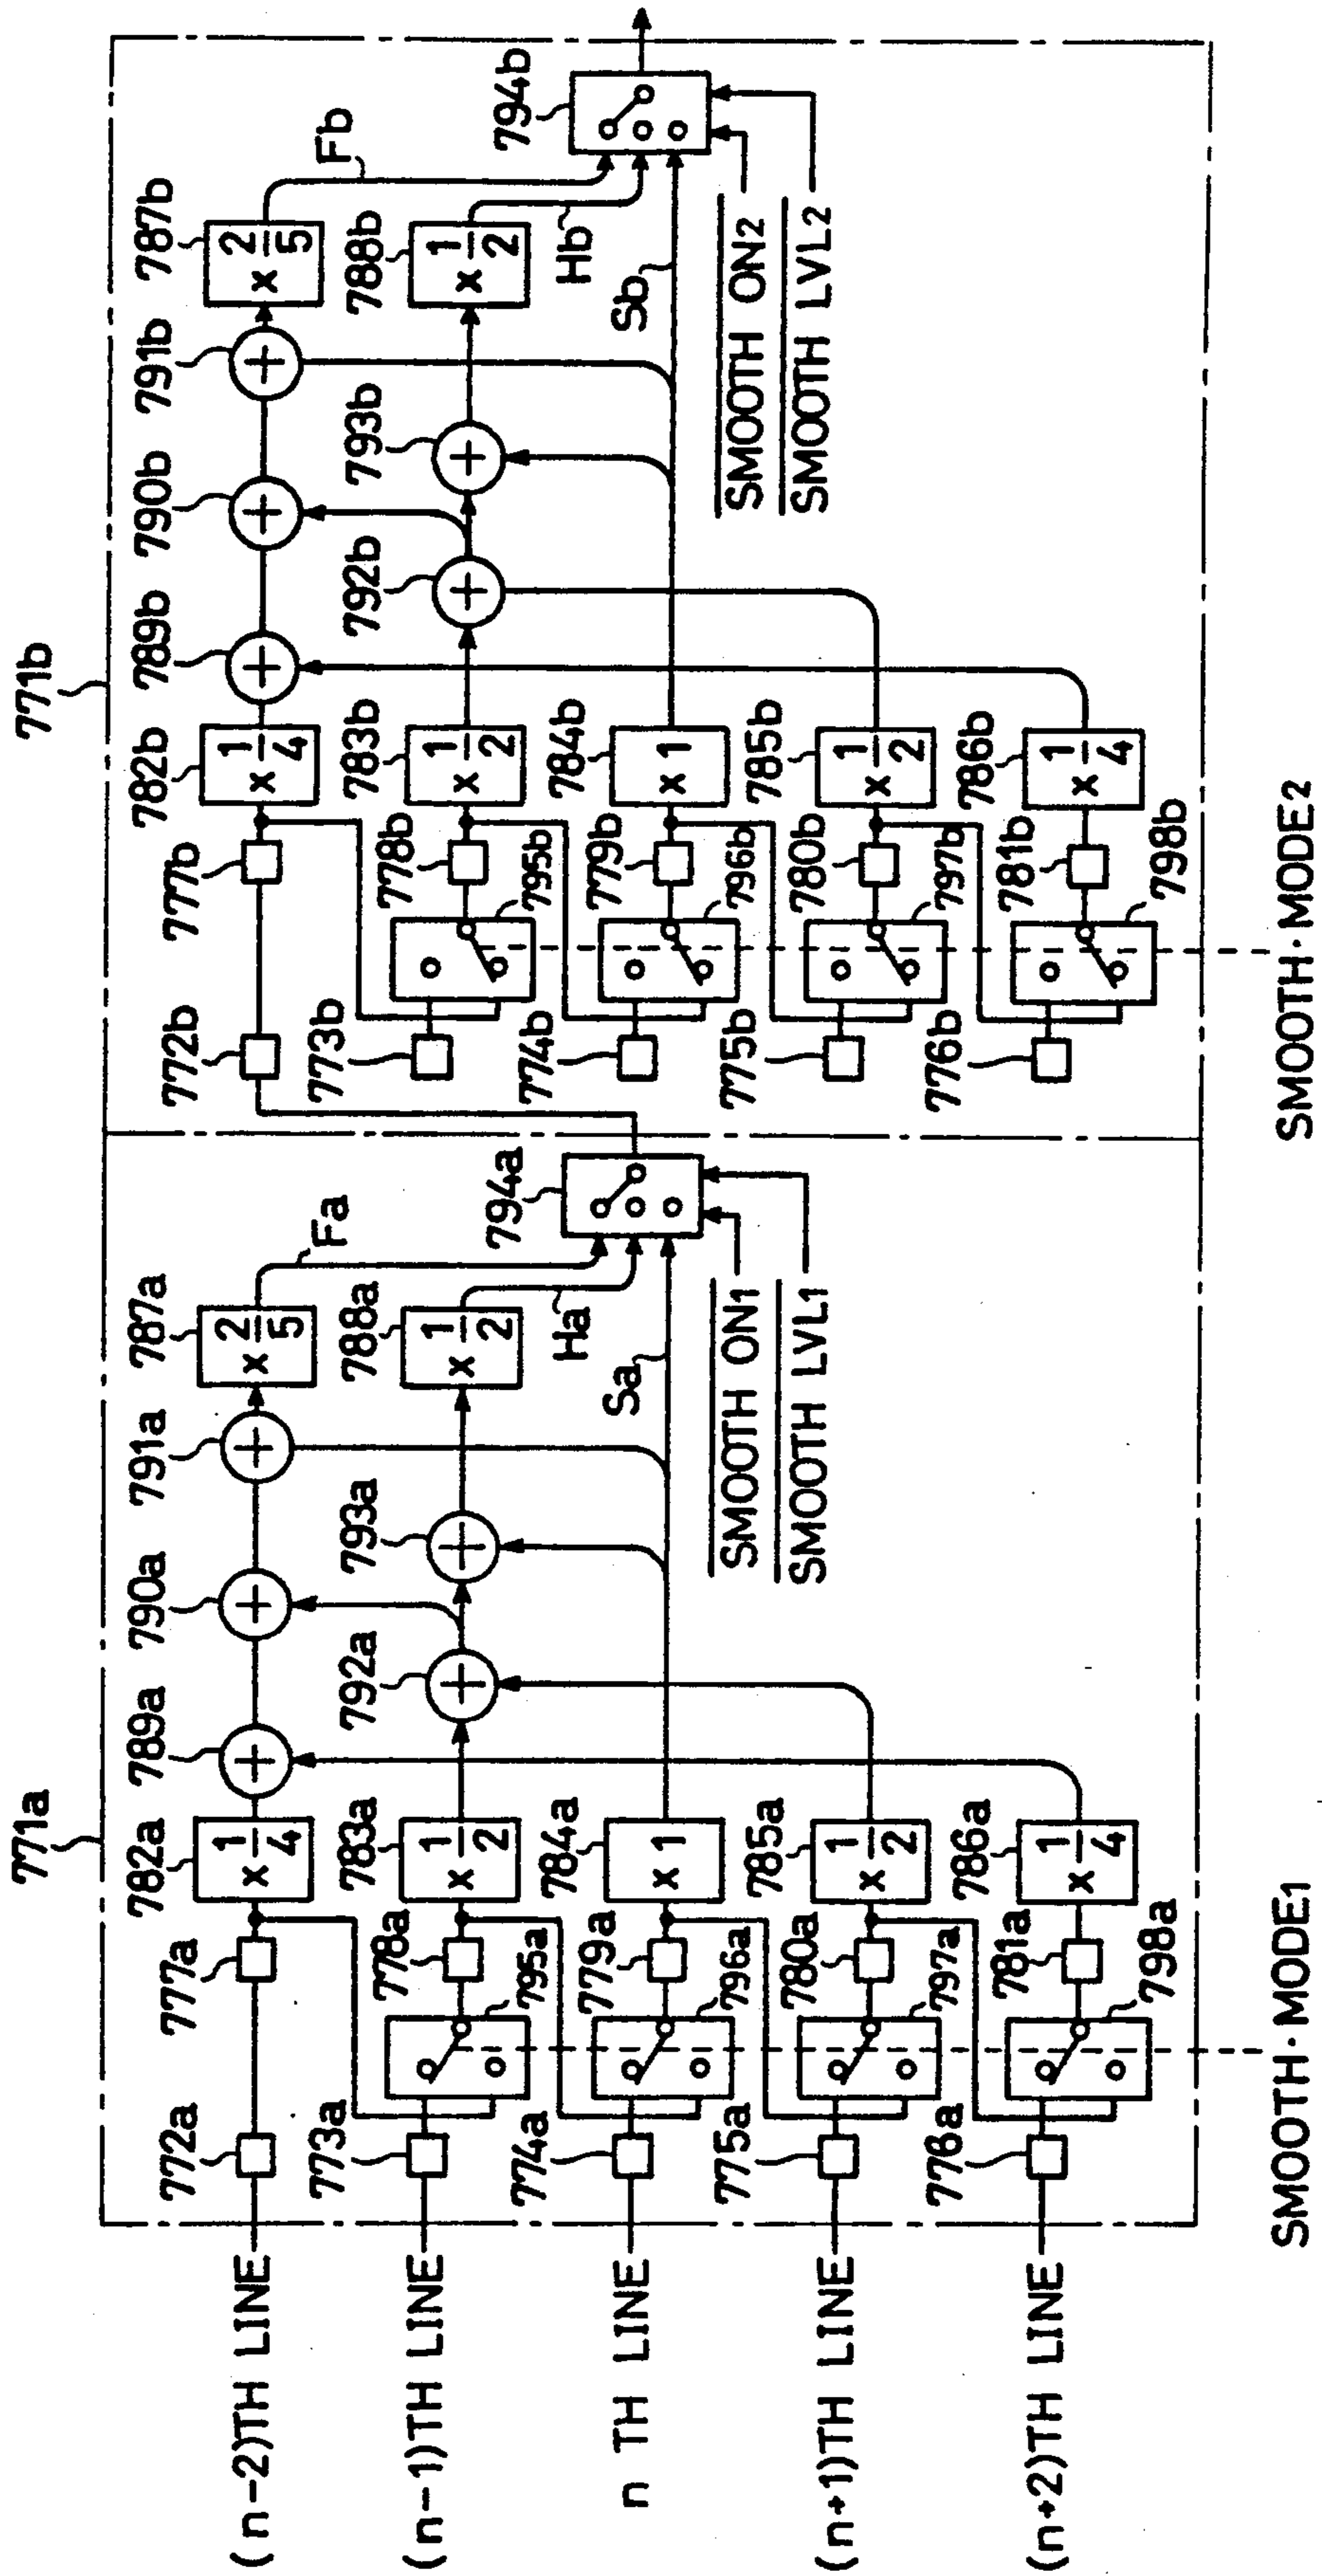 771a
771b
(n-2)TH LINE
772a
777a
782a
x 1/4
789a
790a
791a
787a
x 2/5
Fa
(n-1)TH LINE
773a
778a
795a
783a
x 1/2
792a
793a
788a
x 1/2
Ha
794a
n TH LINE
774a
779a
796a
784a
x 1
Sa
SMOOTH ON1
SMOOTH LVL1
(n+1)TH LINE
775a
780a
797a
785a
x 1/2
(n+2)TH LINE
778a
781a
798a
786a
x 1/4
SMOOTH·MODE1
772b
777b
782b
x 1/4
789b
790b
791b
787b
x 2/5
Fb
773b
778b
795b
783b
x 1/2
792b
793b
788b
x 1/2
Hb
794b
774b
779b
796b
784b
x 1
Sb
SMOOTH ON2
SMOOTH LVL2
775b
780b
797b
785b
x 1/2
776b
781b
798b
786b
x 1/4
SMOOTH·MODE2